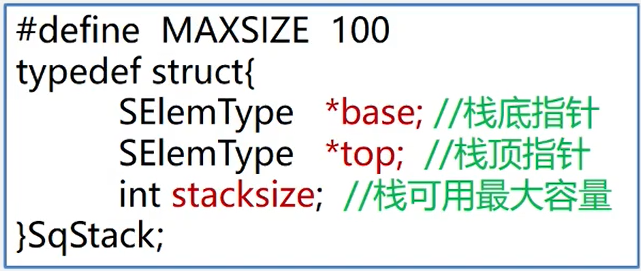 #define MAXSIZE 100
typedef struct{
SElemType *base; //栈底指针
SElemType *top; //栈顶指针
int stacksize; //栈可用最大容量
}SqStack;